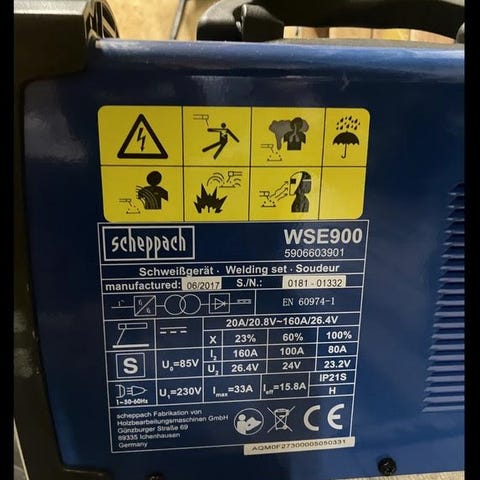 scheppach
WSE900
5906603901
Schweißgerät · Welding set · Soudeur
manufactured: 06/2017 S./N.: 0181 - 01332
EN 60974-1
20A/20.8V~160A/26.4V
X 23% 60% 100%
I2 160A 100A 80A
S U0=85V U2 26.4V 24V 23.2V
1~50-60Hz U1=230V Imax=33A Ieff=15.8A IP21S
H
scheppach Fabrikation von
Holzbearbeitungsmaschinen GmbH
Günzburger Straße 69
89335 Ichenhausen
Germany
CE
AQM0F27300005050331